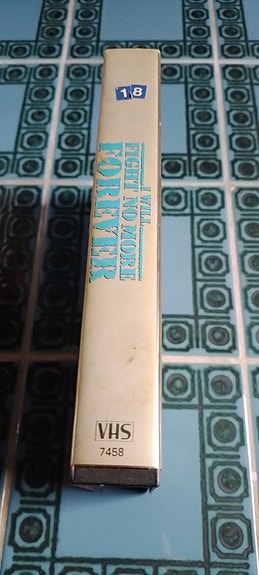 18
I WILL
FIGHT NO MORE
FOREVER
VHS
7458